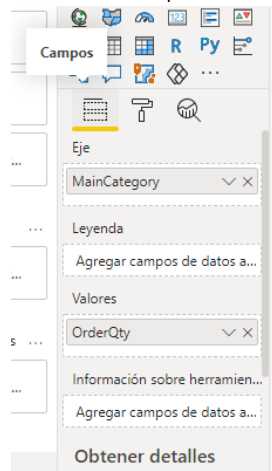 123
Campos
R Py
...
Eje
...
MainCategory
...
Leyenda
Agregar campos de datos a...
...
Valores
OrderQty
s ...
Información sobre herramien...
...
Agregar campos de datos a...
Obtener detalles